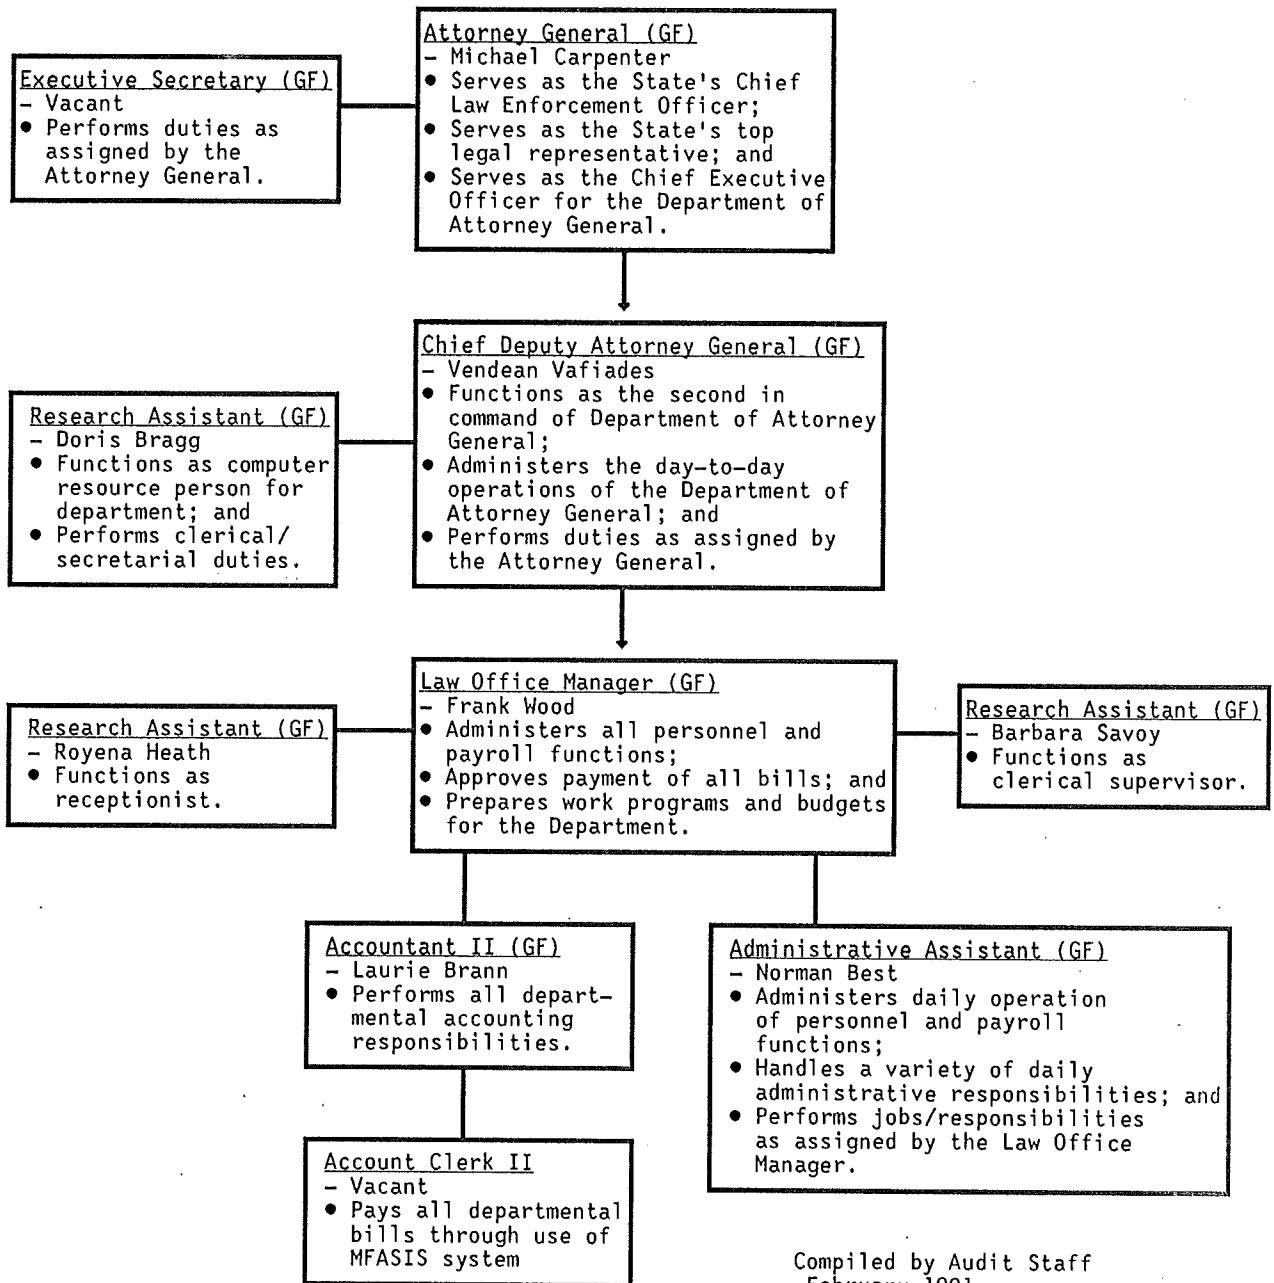 Attorney General (GF)
– Michael Carpenter
● Serves as the State's Chief
Law Enforcement Officer;
● Serves as the State's top
legal representative; and
● Serves as the Chief Executive
Officer for the Department of
Attorney General.
Executive Secretary (GF)
– Vacant
● Performs duties as
assigned by the
Attorney General.
Chief Deputy Attorney General (GF)
– Vendean Vafiades
● Functions as the second in
command of Department of Attorney
General;
● Administers the day–to–day
operations of the Department of
Attorney General; and
● Performs duties as assigned by
the Attorney General.
Research Assistant (GF)
– Doris Bragg
● Functions as computer
resource person for
department; and
● Performs clerical/
secretarial duties.
Law Office Manager (GF)
– Frank Wood
● Administers all personnel and
payroll functions;
● Approves payment of all bills; and
● Prepares work programs and budgets
for the Department.
Research Assistant (GF)
– Royena Heath
● Functions as
receptionist.
Research Assistant (GF)
– Barbara Savoy
● Functions as
clerical supervisor.
Accountant II (GF)
– Laurie Brann
● Performs all depart–
mental accounting
responsibilities.
Administrative Assistant (GF)
– Norman Best
● Administers daily operation
of personnel and payroll
functions;
● Handles a variety of daily
administrative responsibilities; and
● Performs jobs/responsibilities
as assigned by the Law Office
Manager.
Account Clerk II
– Vacant
● Pays all departmental
bills through use of
MFASIS system
Compiled by Audit Staff
February 1991